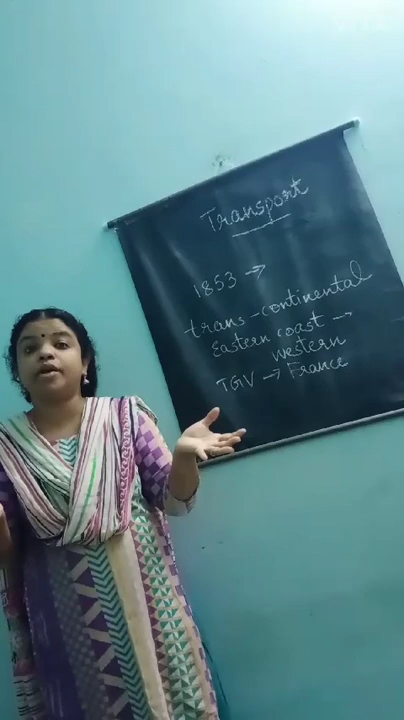 Transport
1853 →
trans-continental
Eastern coast →
western
TGV → France